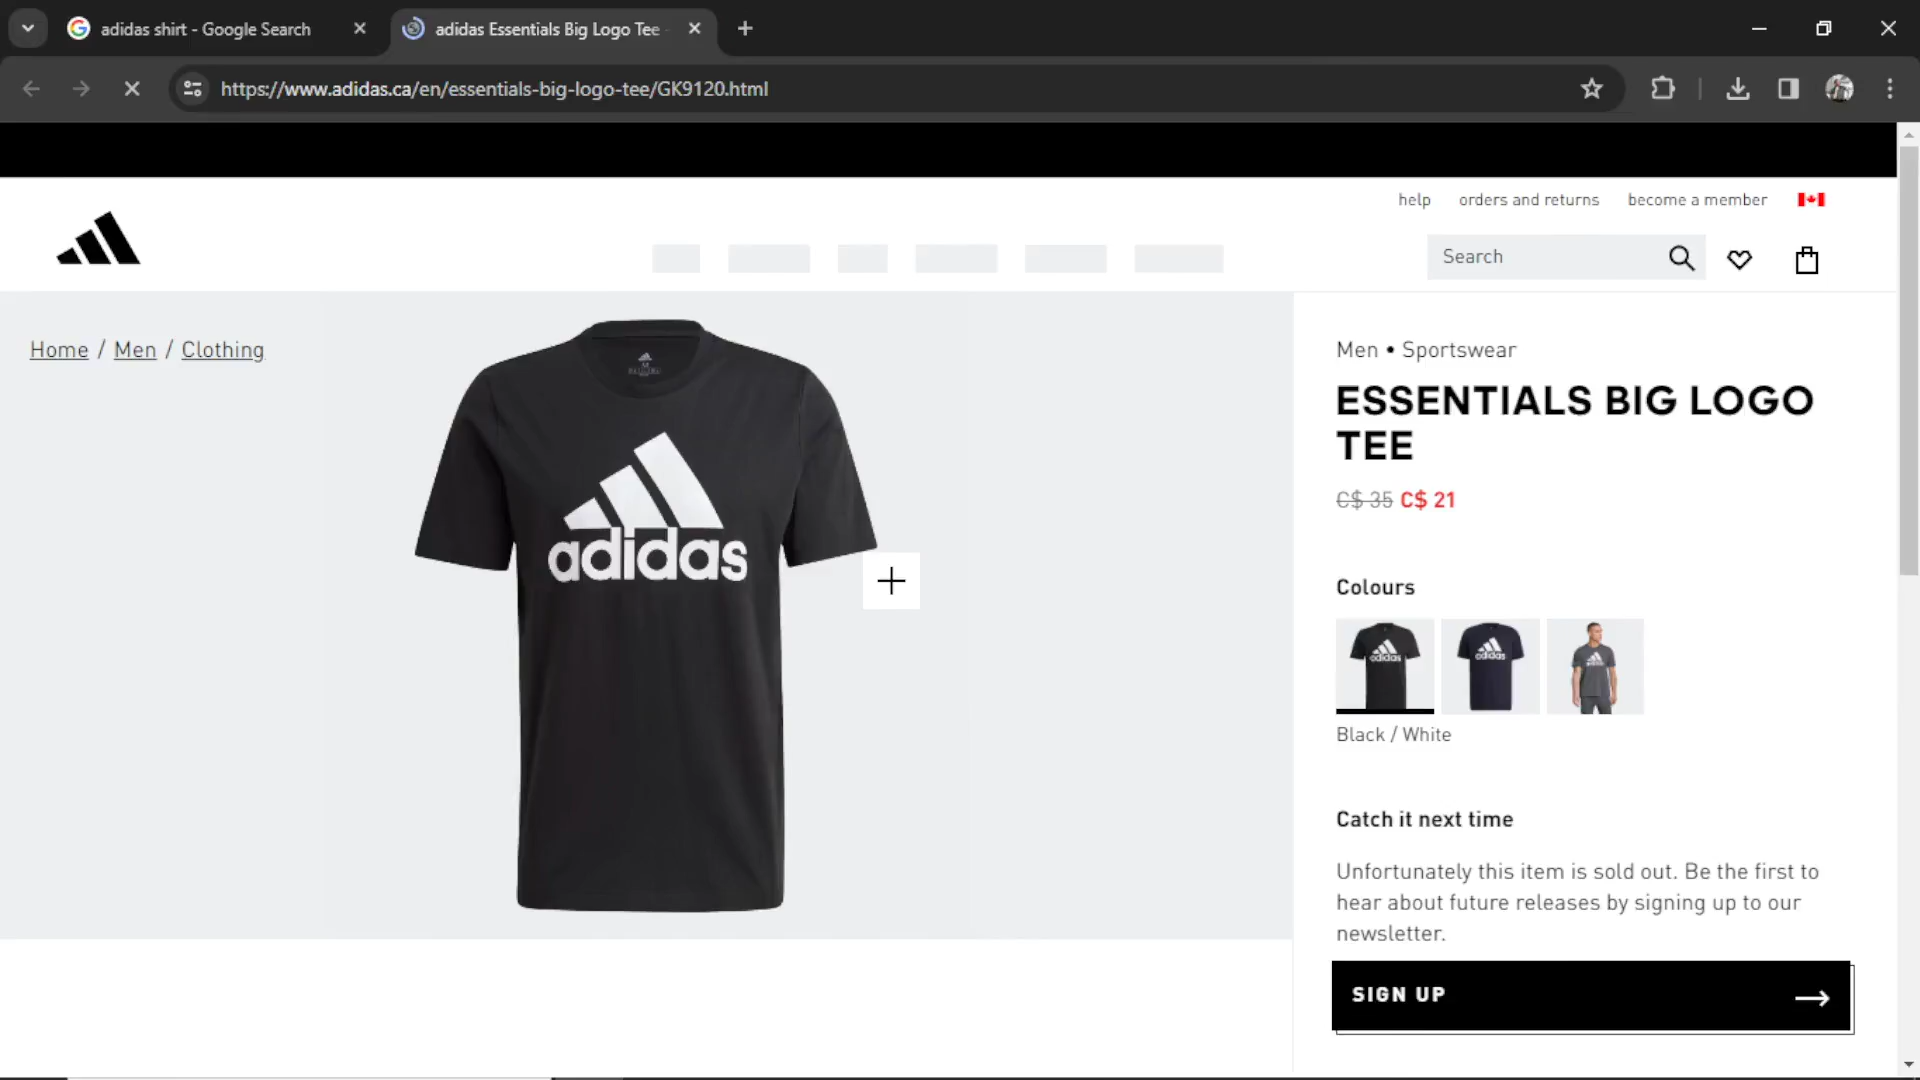 adidas shirt - Google Search
adidas Essentials Big Logo Tee
https://www.adidas.ca/en/essentials-big-logo-tee/GK9120.html
help
orders and returns
become a member
Search
Home / Men / Clothing
Men • Sportswear
ESSENTIALS BIG LOGO
TEE
C$ 35 C$ 21
adidas
Colours
adidas
adidas
Black / White
Catch it next time
Unfortunately this item is sold out. Be the first to
hear about future releases by signing up to our
newsletter.
SIGN UP